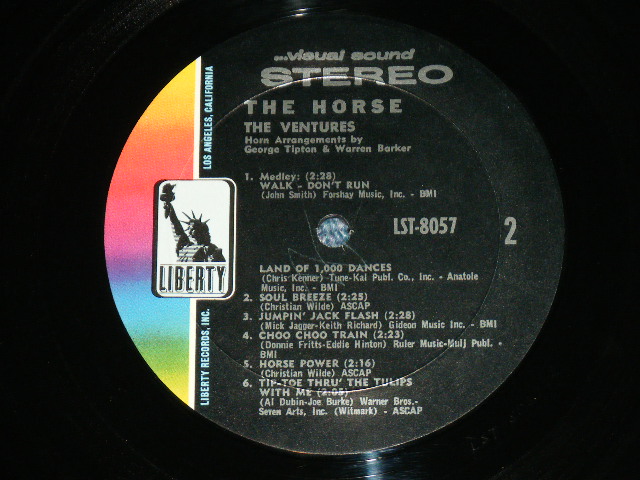 ...visual sound
STEREO
THE HORSE
THE VENTURES
Horn Arrangements by
George Tipton & Warren Barker
1. Medley: (2:28)
WALK - DON'T RUN
(John Smith) Forshay Music, Inc. - BMI
LST-8057
2
LAND OF 1,000 DANCES
(Chris Kenner) Tune-Kai Publ. Co., Inc. - Anatole
Music, Inc. - BMI
2. SOUL BREEZE (2:25)
(Christian Wilde) ASCAP
3. JUMPIN' JACK FLASH (2:28)
(Mick Jagger-Keith Richard) Gideon Music Inc. - BMI
4. CHOO CHOO TRAIN (2:23)
(Donnie Fritts-Eddie Hinton) Ruler Music-Mulj Publ. -
BMI
5. HORSE POWER (2:16)
(Christian Wilde) ASCAP
6. TIP-TOE THRU' THE TULIPS
WITH ME (2:05)
(Al Dubin-Joe Burke) Warner Bros.-
Seven Arts, Inc. (Witmark) - ASCAP
LOS ANGELES, CALIFORNIA
LIBERTY
LIBERTY RECORDS, INC.